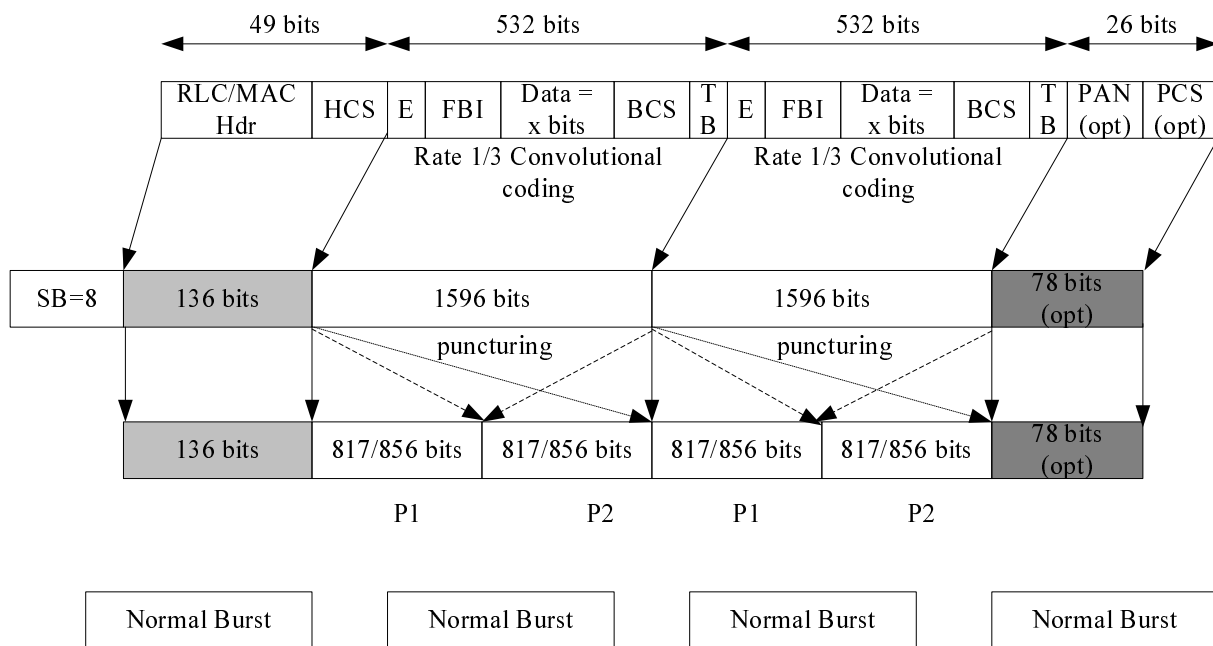 49 bits 532 bits 532 bits 26 bits
RLC/MAC Hdr HCS E FBI Data = x bits BCS T B E FBI Data = x bits BCS T B PAN (opt) PCS (opt)
Rate 1/3 Convolutional coding Rate 1/3 Convolutional coding
SB=8 136 bits 1596 bits 1596 bits 78 bits (opt)
puncturing puncturing
136 bits 817/856 bits 817/856 bits 817/856 bits 817/856 bits 78 bits (opt)
P1 P2 P1 P2
Normal Burst Normal Burst Normal Burst Normal Burst